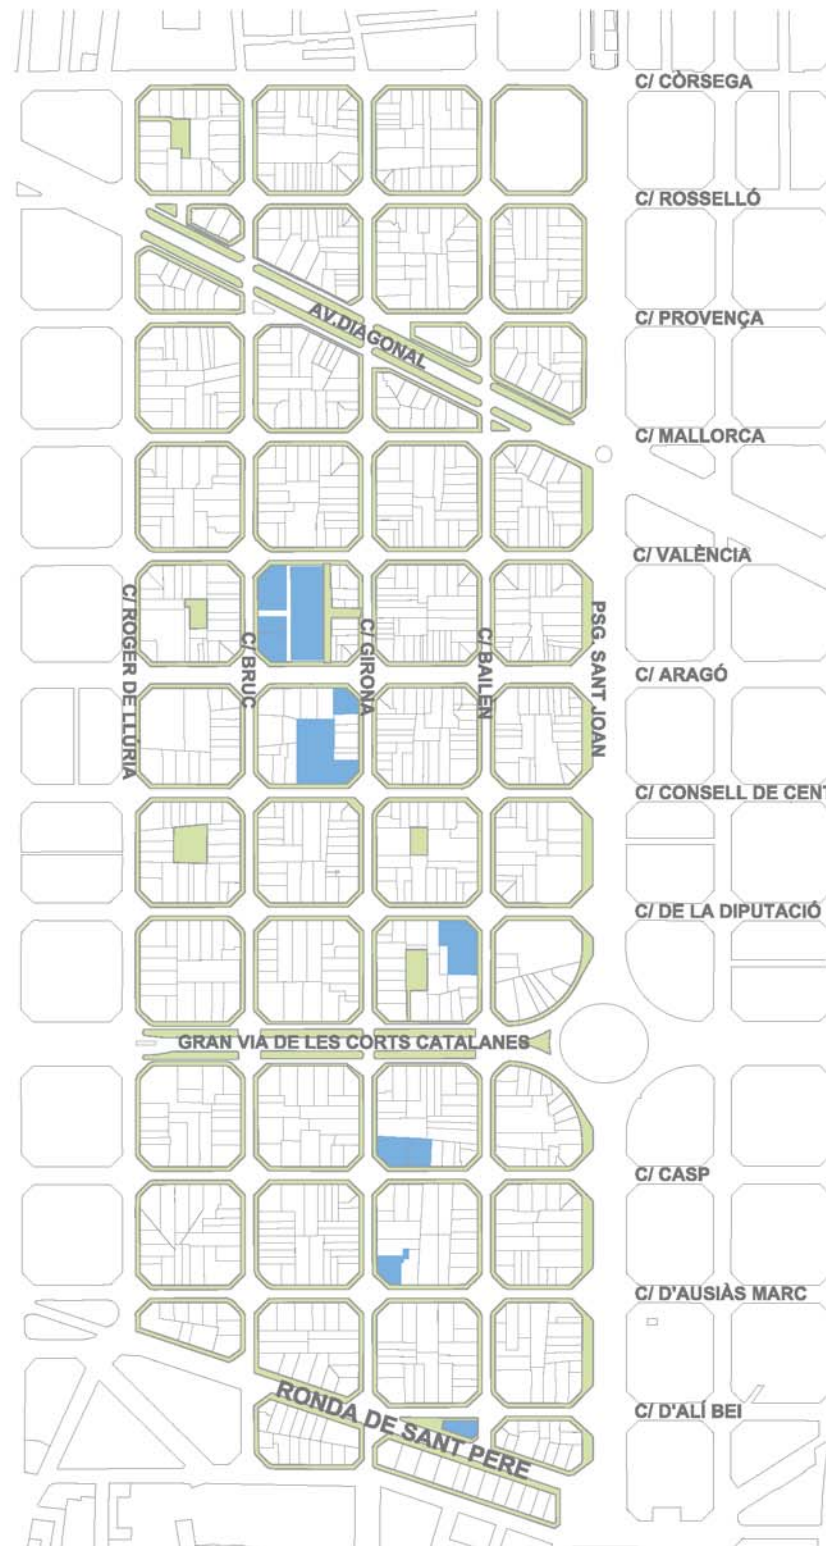 C/ CÒRSEGA
C/ ROSSELLÓ
C/ PROVENÇA
AV.DIAGONAL
C/ MALLORCA
C/ VALÈNCIA
C/ ROGER DE LLÚRIA
C/ BRUC
C/ GIRONA
C/ BAILÈN
PSG. SANT JOAN
C/ ARAGÓ
C/ CONSELL DE CENT
C/ DE LA DIPUTACIÓ
GRAN VIA DE LES CORTS CATALANES
C/ CASP
C/ D'AUSIÀS MARC
RONDA DE SANT PERE
C/ D'ALÍ BEI